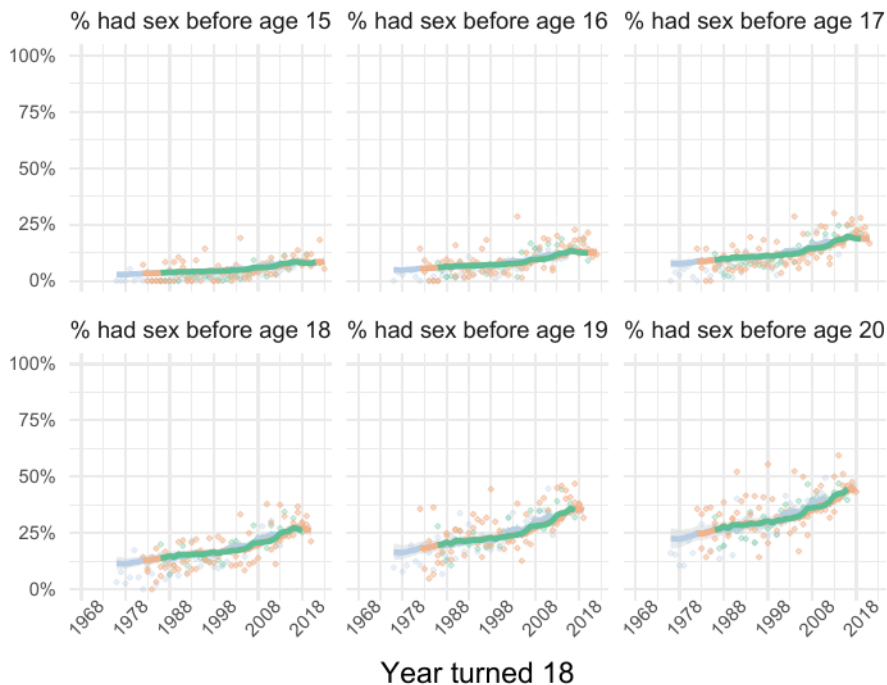 % had sex before age 15 % had sex before age 16 % had sex before age 17
100%
75%
50%
25%
0%
% had sex before age 18 % had sex before age 19 % had sex before age 20
100%
75%
50%
25%
0%
1968 1978 1988 1998 2008 2018 1968 1978 1988 1998 2008 2018 1968 1978 1988 1998 2008 2018
Year turned 18